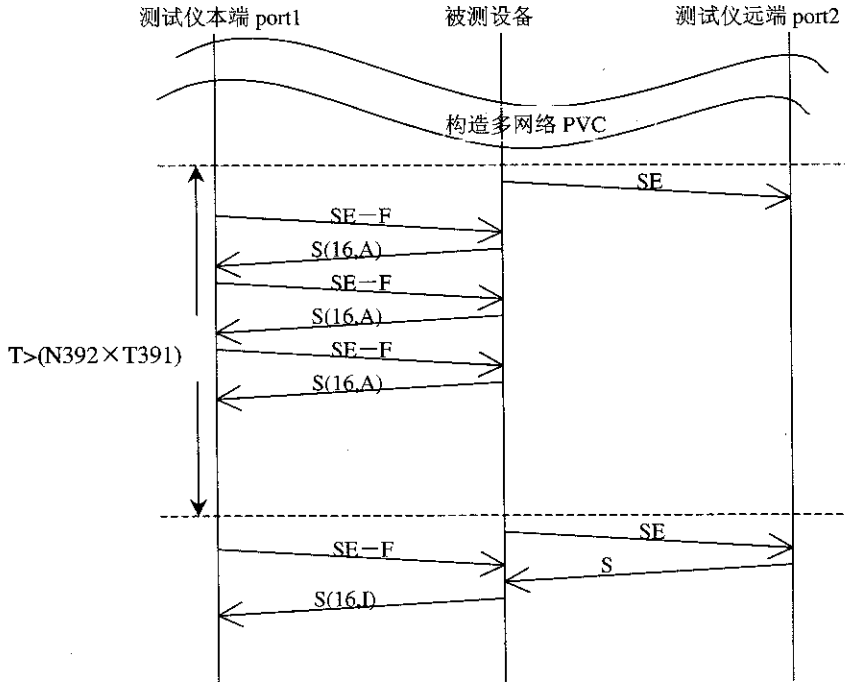 测试仪本端 port1
被测设备
测试仪远端 port2
构造多网络 PVC
SE
SE－F
S(16,A)
SE－F
S(16,A)
SE－F
S(16,A)
T>(N392×T391)
SE
SE－F
S
S(16,I)